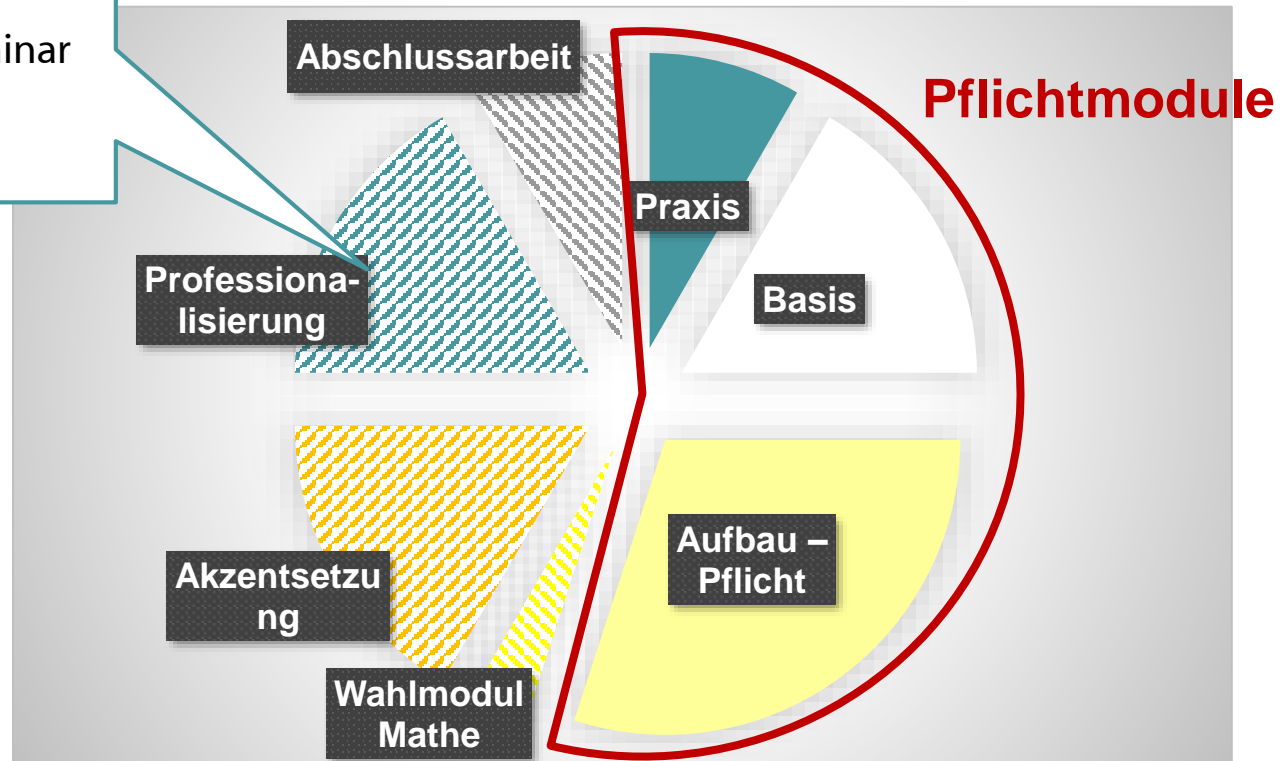 inar
Abschlussarbeit
Pflichtmodule
Praxis
Professiona-
lisierung
Basis
Aufbau –
Pflicht
Akzentsetzu
ng
Wahlmodul
Mathe